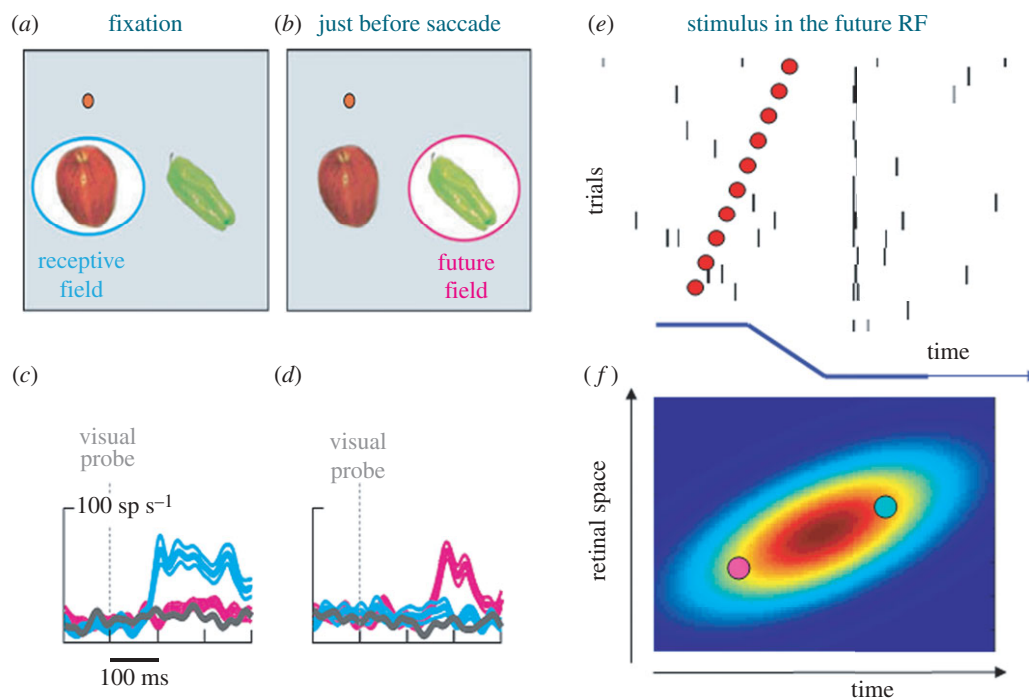 (a)
fixation
(b)
just before saccade
(e)
stimulus in the future RF
receptive
field
future
field
trials
time
(c)
(d)
(f)
visual
probe
visual
probe
100 sp s⁻¹
100 ms
retinal space
time